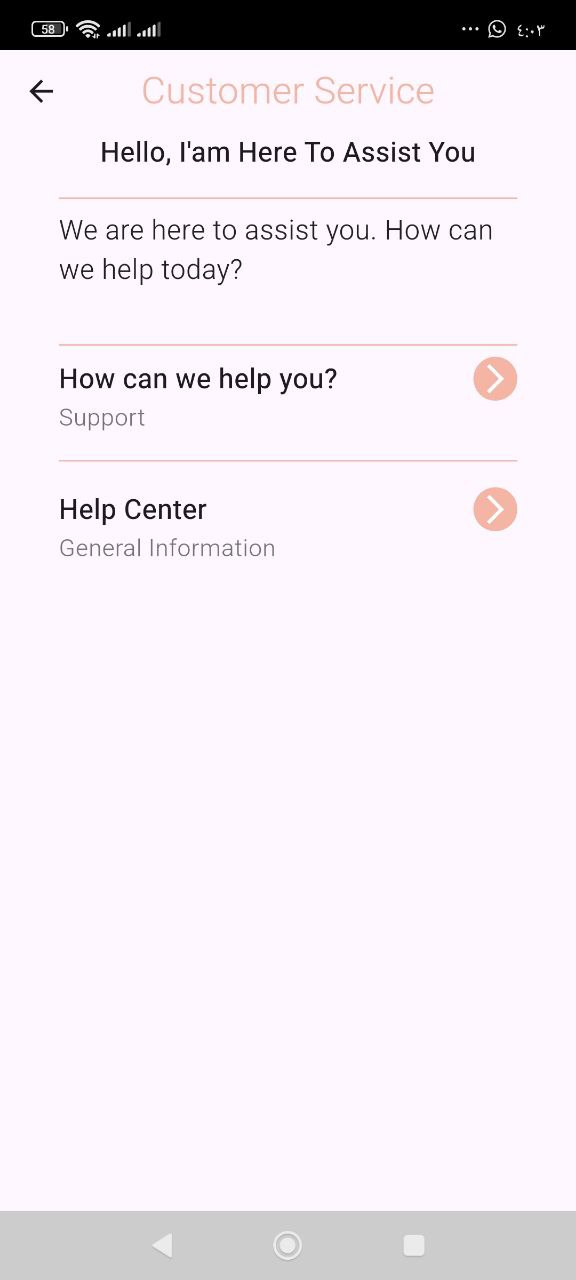 58
٤:٠٣
Customer Service
Hello, I'am Here To Assist You
We are here to assist you. How can
we help today?
How can we help you?
Support
Help Center
General Information